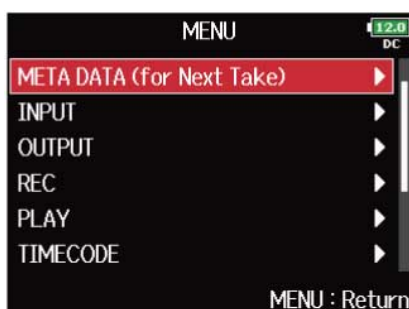 MENU
12.0
DC
META DATA (for Next Take)
INPUT
OUTPUT
REC
PLAY
TIMECODE
MENU : Return